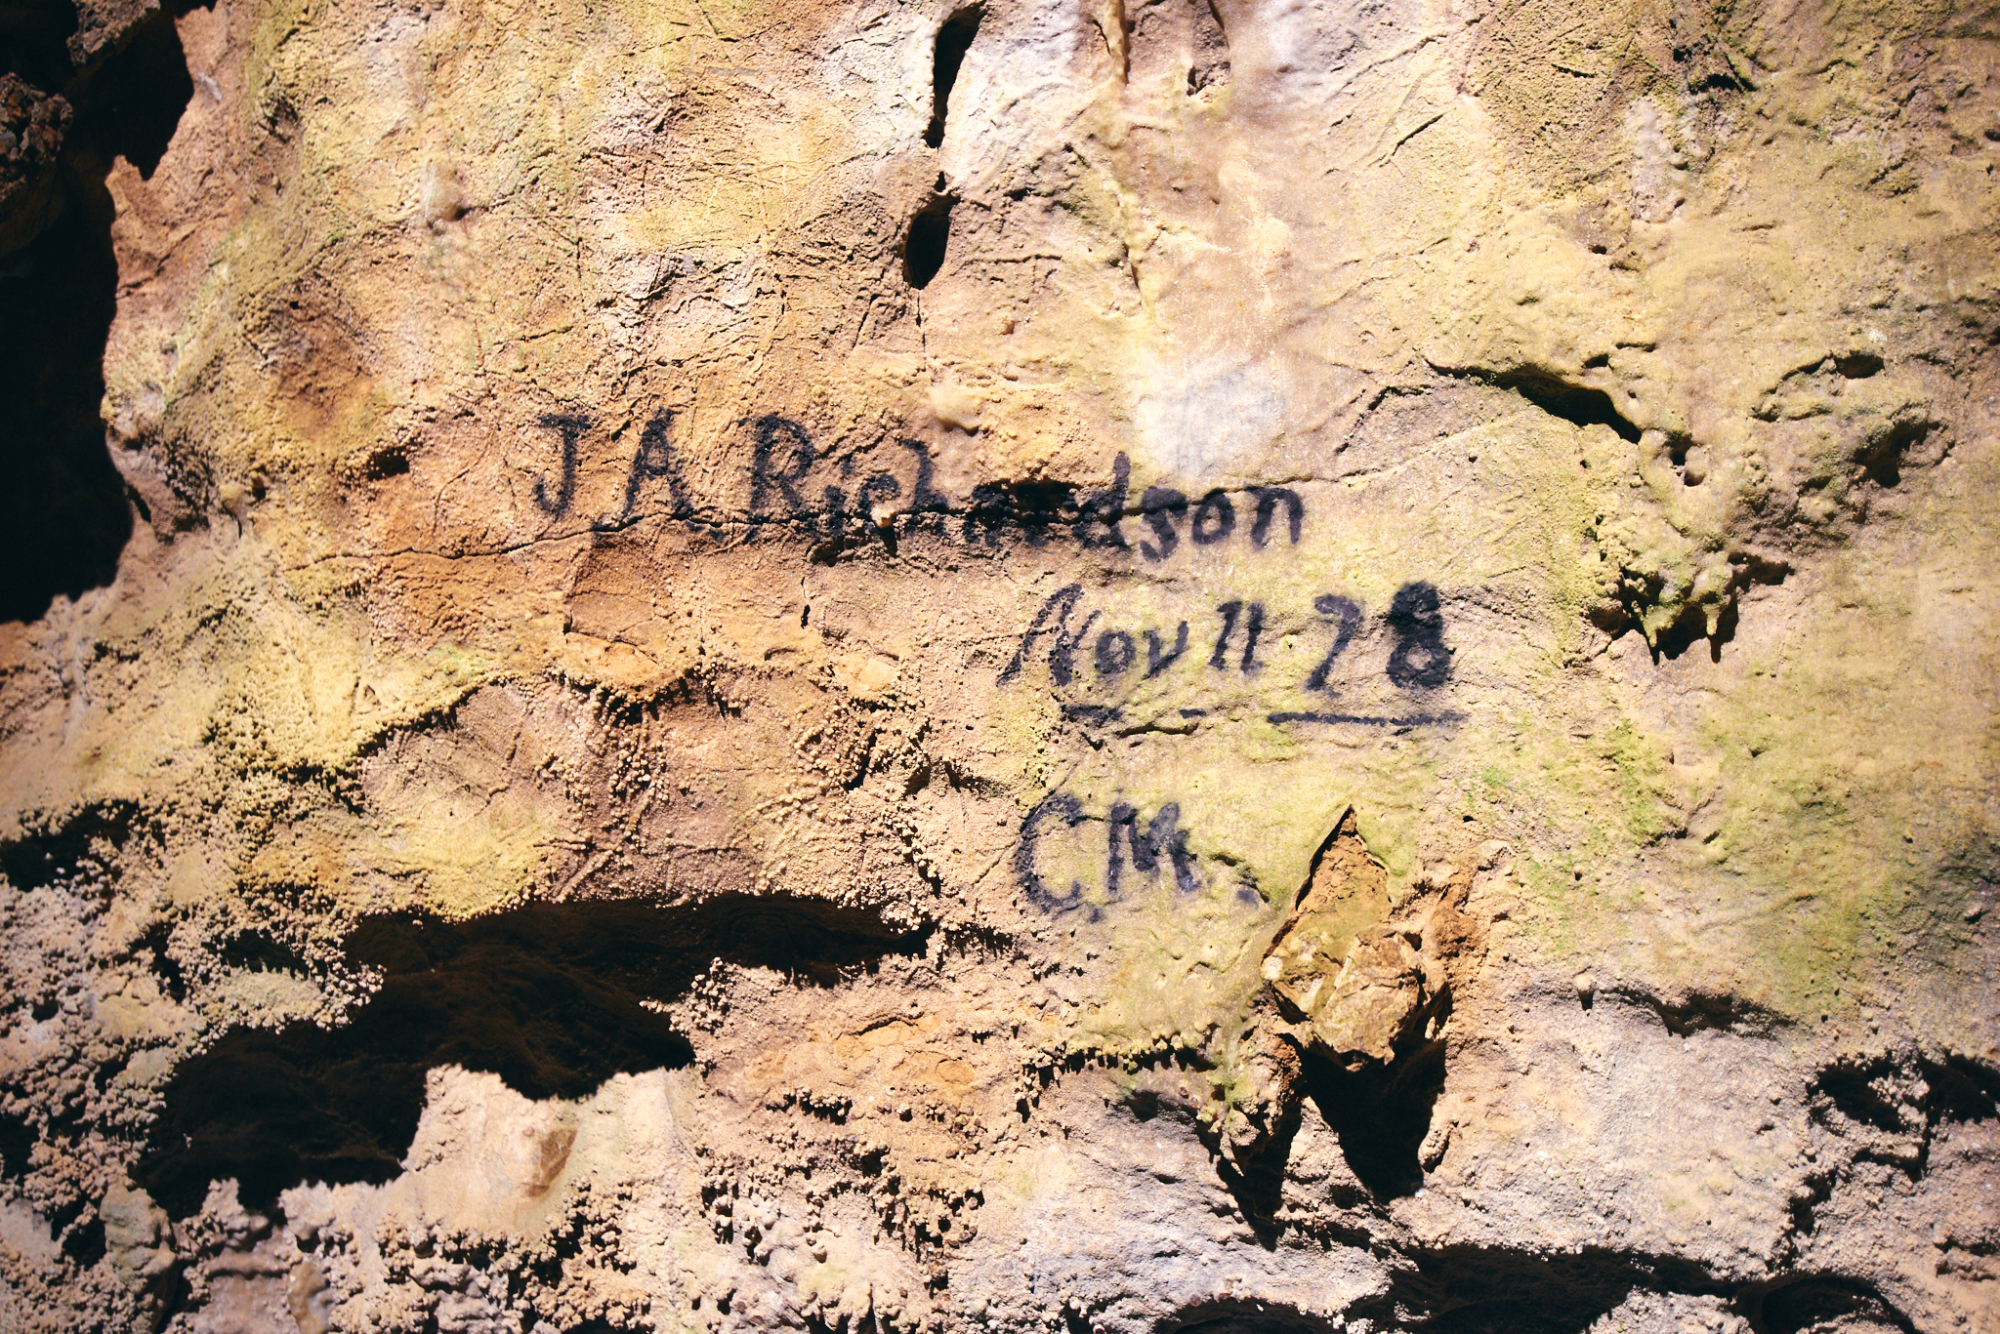 J A. Richardson
Nov 11 78
C. M.